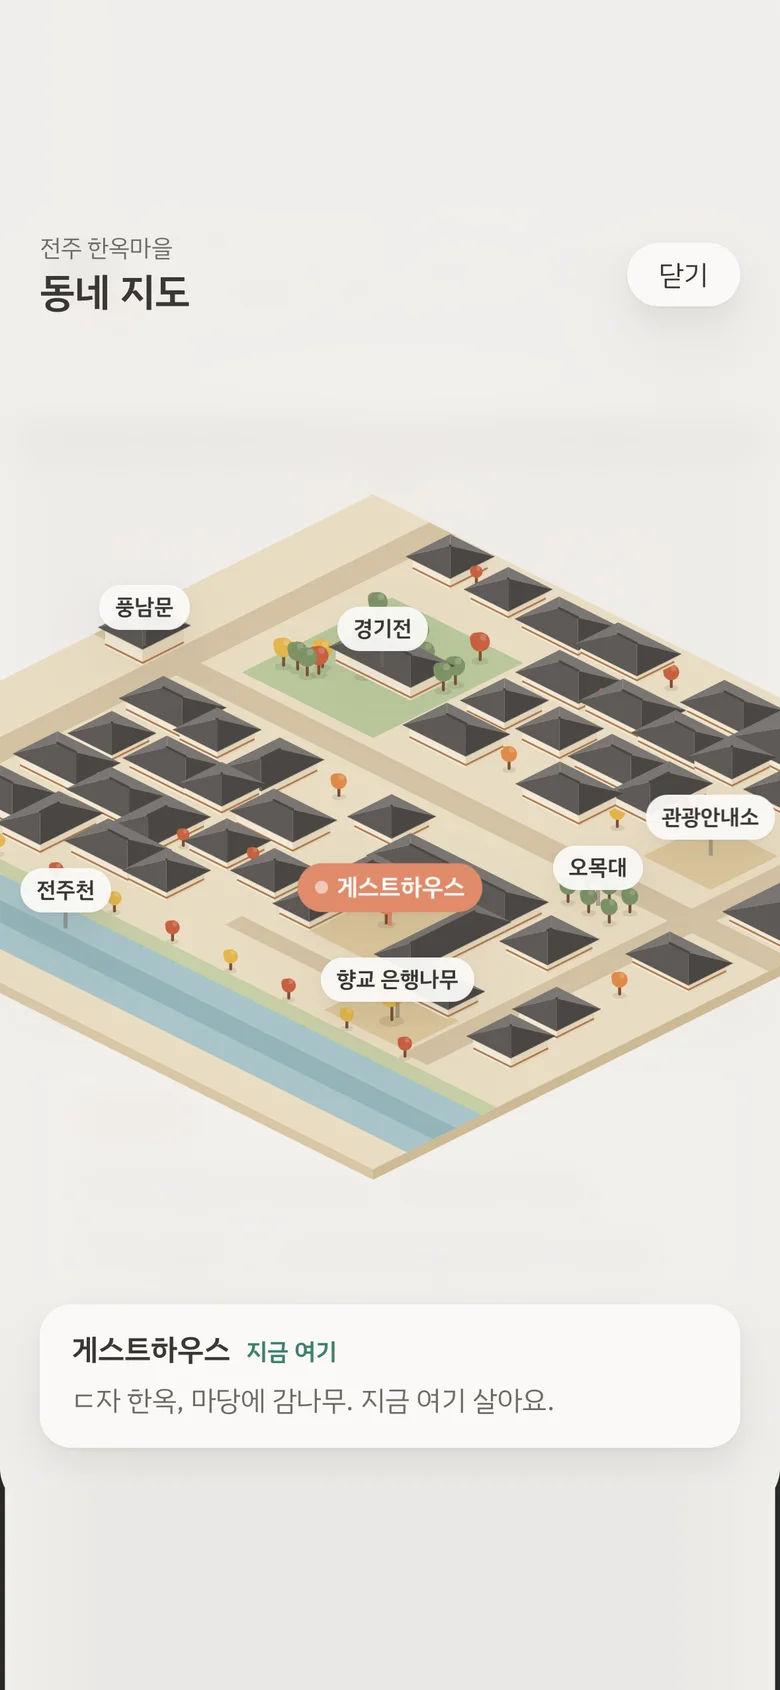 전주 한옥마을
동네 지도
닫기
풍남문
경기전
관광안내소
오목대
전주천
게스트하우스
향교 은행나무
게스트하우스 지금 여기
ㄷ자 한옥, 마당에 감나무. 지금 여기 살아요.